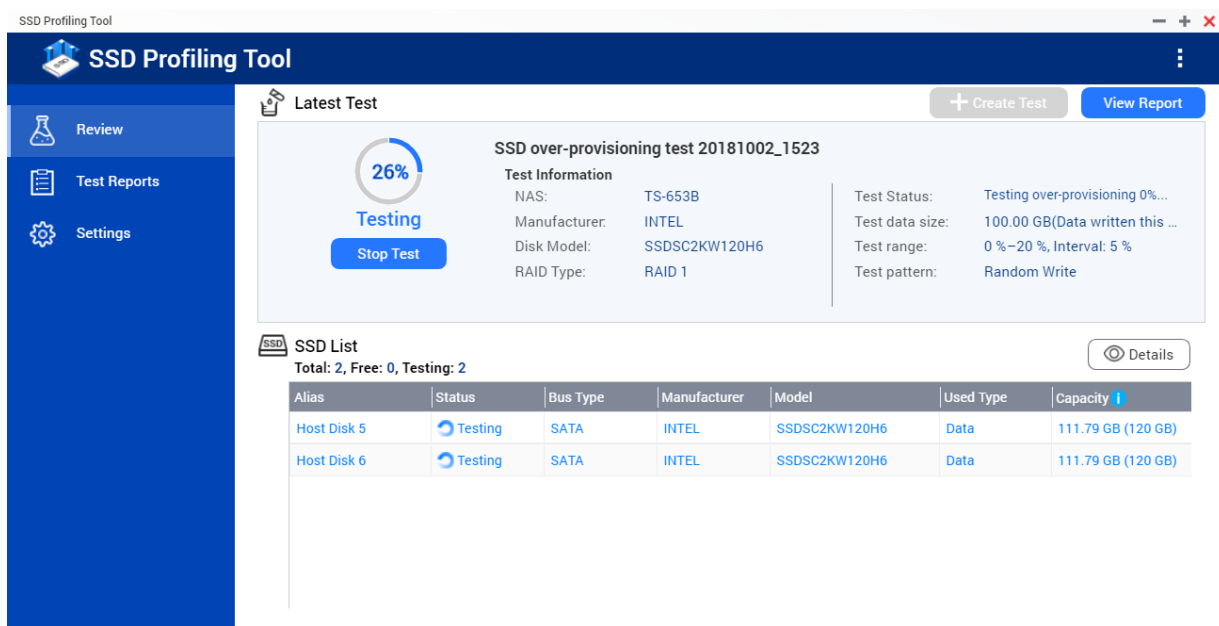 SSD Profiling Tool
SSD Profiling Tool
Review
Test Reports
Settings
Latest Test
Create Test
View Report
26%
Testing
Stop Test
SSD over-provisioning test 20181002_1523
Test Information
NAS: TS-653B
Manufacturer: INTEL
Disk Model: SSDSC2KW120H6
RAID Type: RAID 1
Test Status: Testing over-provisioning 0%...
Test data size: 100.00 GB(Data written this ...
Test range: 0 %–20 %, Interval: 5 %
Test pattern: Random Write
SSD
SSD List
Total: 2, Free: 0, Testing: 2
Details
Alias Status Bus Type Manufacturer Model Used Type Capacity i
Host Disk 5 Testing SATA INTEL SSDSC2KW120H6 Data 111.79 GB (120 GB)
Host Disk 6 Testing SATA INTEL SSDSC2KW120H6 Data 111.79 GB (120 GB)